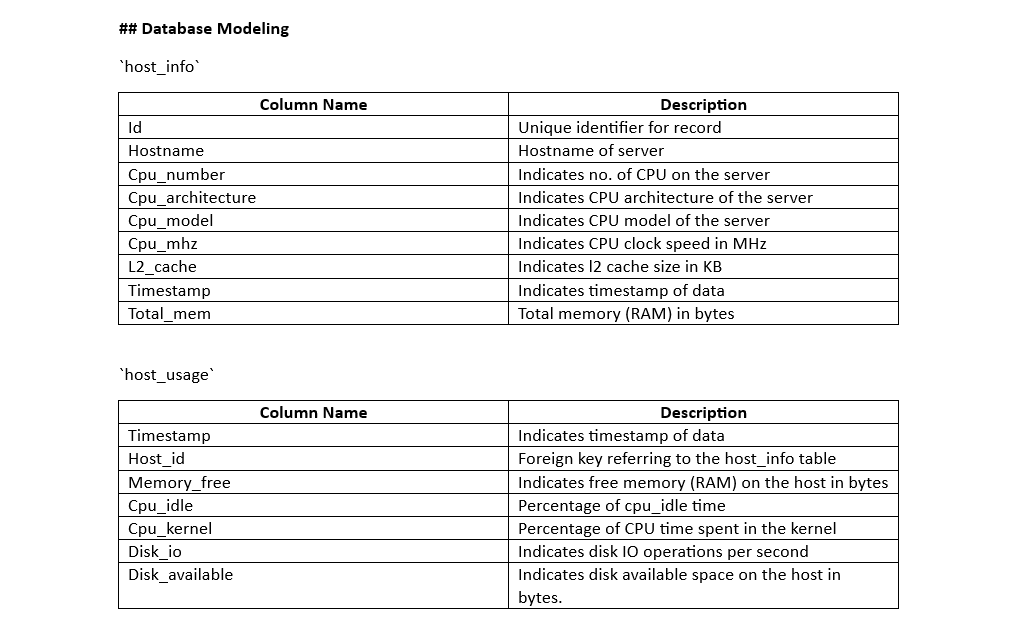 ## Database Modeling
`host_info`
Column Name Description
Id Unique identifier for record
Hostname Hostname of server
Cpu_number Indicates no. of CPU on the server
Cpu_architecture Indicates CPU architecture of the server
Cpu_model Indicates CPU model of the server
Cpu_mhz Indicates CPU clock speed in MHz
L2_cache Indicates l2 cache size in KB
Timestamp Indicates timestamp of data
Total_mem Total memory (RAM) in bytes
`host_usage`
Column Name Description
Timestamp Indicates timestamp of data
Host_id Foreign key referring to the host_info table
Memory_free Indicates free memory (RAM) on the host in bytes
Cpu_idle Percentage of cpu_idle time
Cpu_kernel Percentage of CPU time spent in the kernel
Disk_io Indicates disk IO operations per second
Disk_available Indicates disk available space on the host in
bytes.